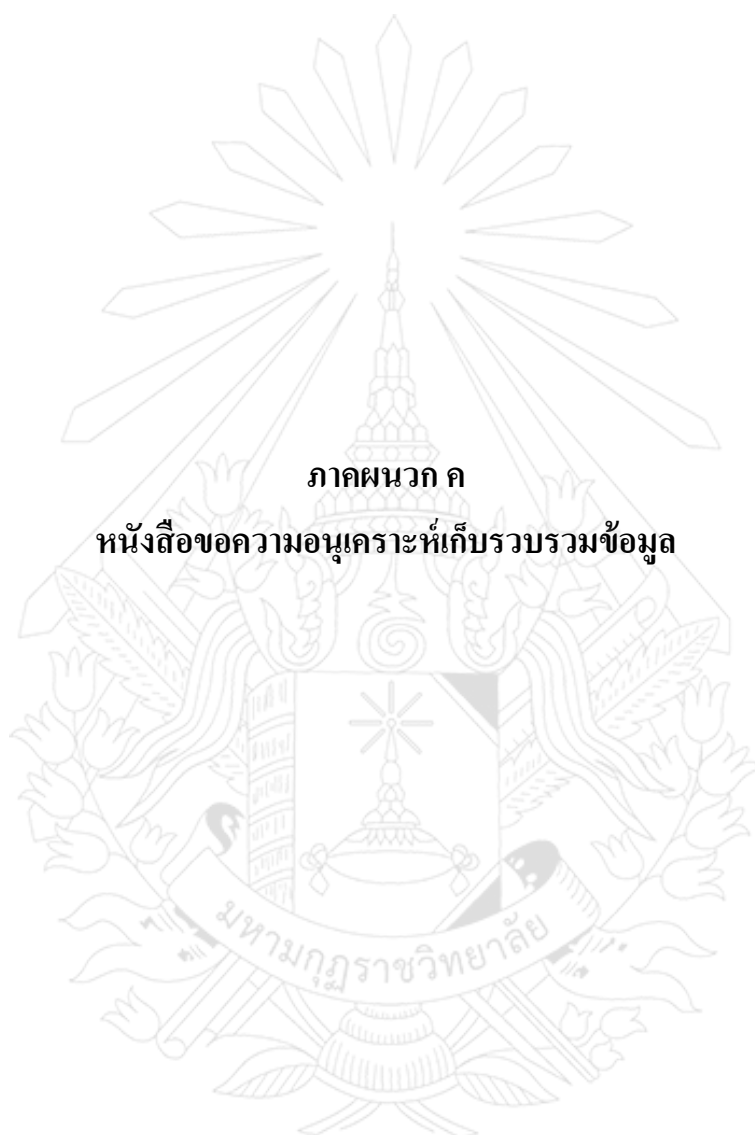 ภาคผนวก ค
หนังสือขอความอนุเคราะห์เก็บรวบรวมข้อมูล
มหามกุฏราชวิทยาลัย